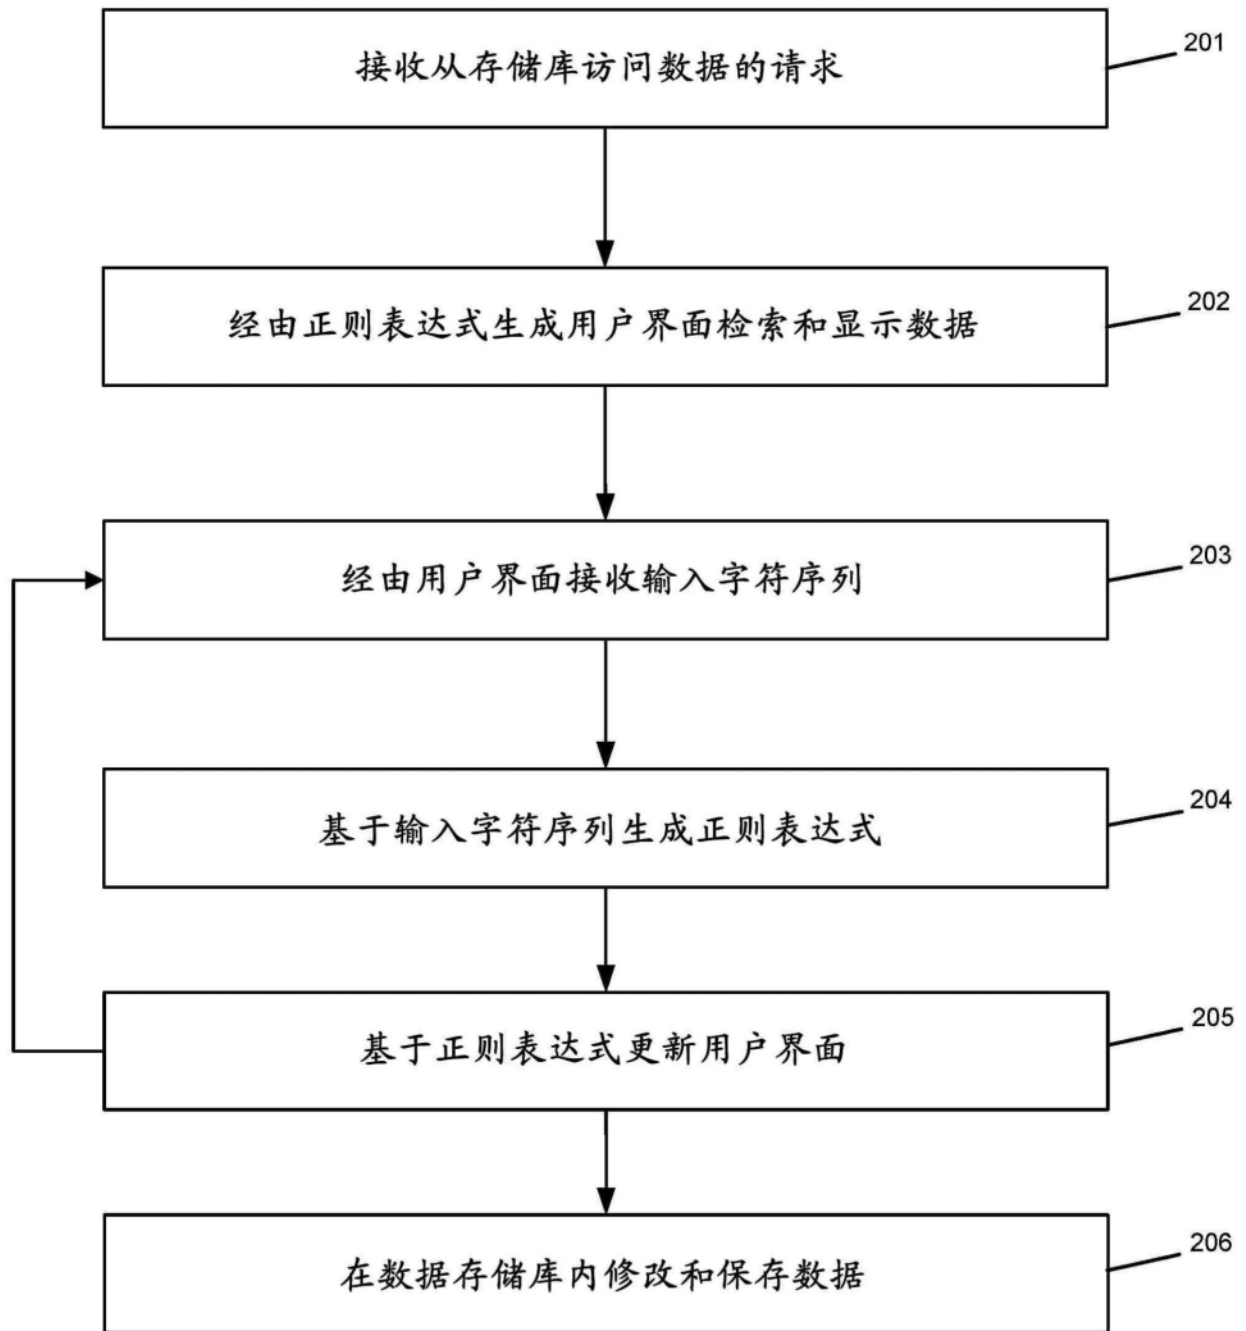 接收从存储库访问数据的请求
201
经由正则表达式生成用户界面检索和显示数据
202
经由用户界面接收输入字符序列
203
基于输入字符序列生成正则表达式
204
基于正则表达式更新用户界面
205
在数据存储库内修改和保存数据
206